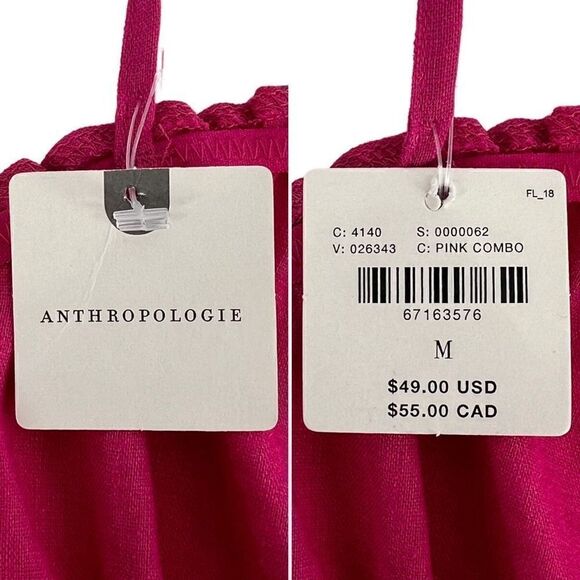 ANTHROPOLOGIE
FL_18
C: 4140 S: 0000062
V: 026343 C: PINK COMBO
67163576
M
$49.00 USD
$55.00 CAD